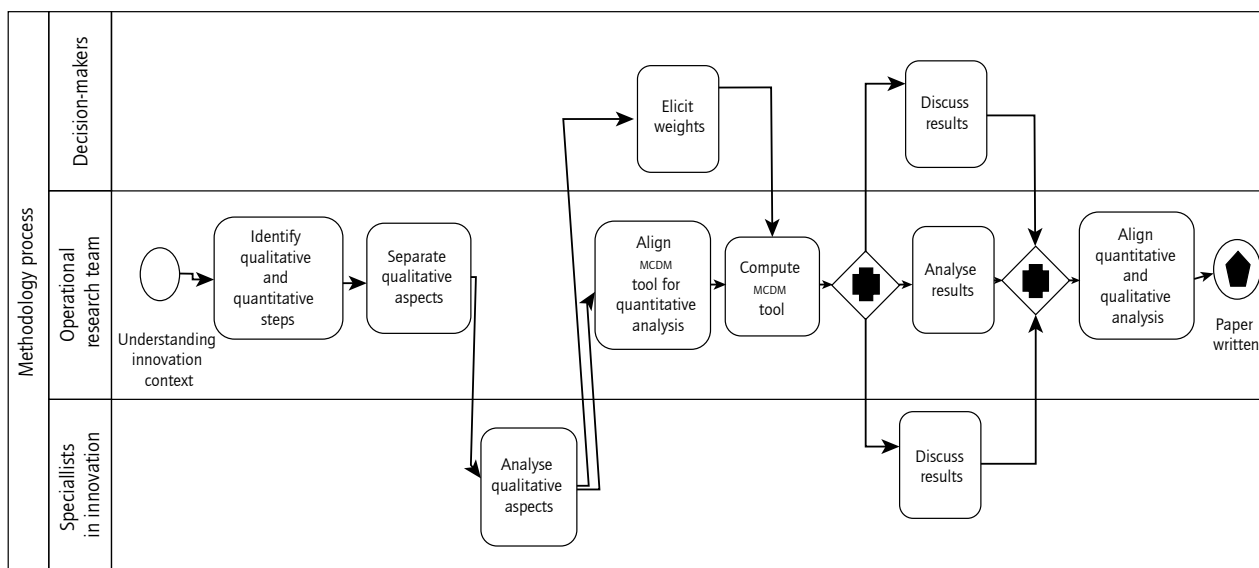 Methodology process
Decision-makers
Elicit
weights
Discuss
results
Operational
research team
Understanding
innovation
context
Identify
qualitative
and
quantitative
steps
Separate
qualitative
aspects
Align
MCDM
tool for
quantitative
analysis
Compute
MCDM
tool
Analyse
results
Align
quantitative
and
qualitative
analysis
Paper
written
Speciallists
in innovation
Analyse
qualitative
aspects
Discuss
results